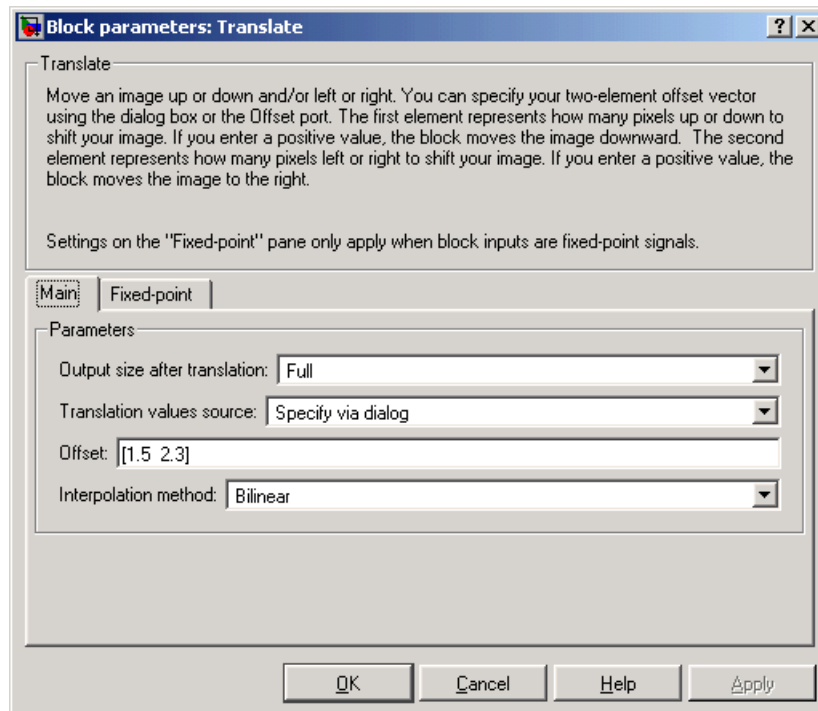 Block parameters: Translate
Translate
Move an image up or down and/or left or right. You can specify your two-element offset vector
using the dialog box or the Offset port. The first element represents how many pixels up or down to
shift your image. If you enter a positive value, the block moves the image downward.  The second
element represents how many pixels left or right to shift your image. If you enter a positive value, the
block moves the image to the right.
Settings on the "Fixed-point" pane only apply when block inputs are fixed-point signals.
Main Fixed-point
Parameters
Output size after translation: Full
Translation values source: Specify via dialog
Offset: [1.5  2.3]
Interpolation method: Bilinear
OK Cancel Help Apply